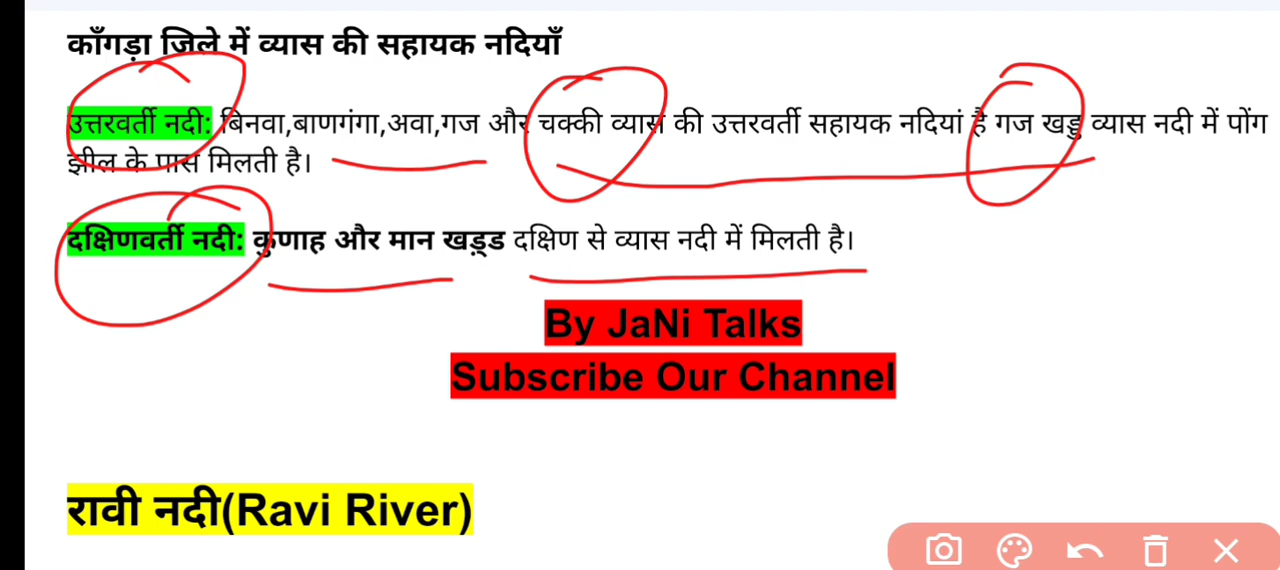 काँगड़ा जिले में व्यास की सहायक नदियाँ
उत्तरवर्ती नदी: बिनवा,बाणगंगा,अवा,गज और चक्की व्यास की उत्तरवर्ती सहायक नदियां है गज खड्ड व्यास नदी में पोंग
झील के पास मिलती है।
दक्षिणवर्ती नदी: कुणाह और मान खड्ड दक्षिण से व्यास नदी में मिलती है।
By JaNi Talks
Subscribe Our Channel
रावी नदी(Ravi River)